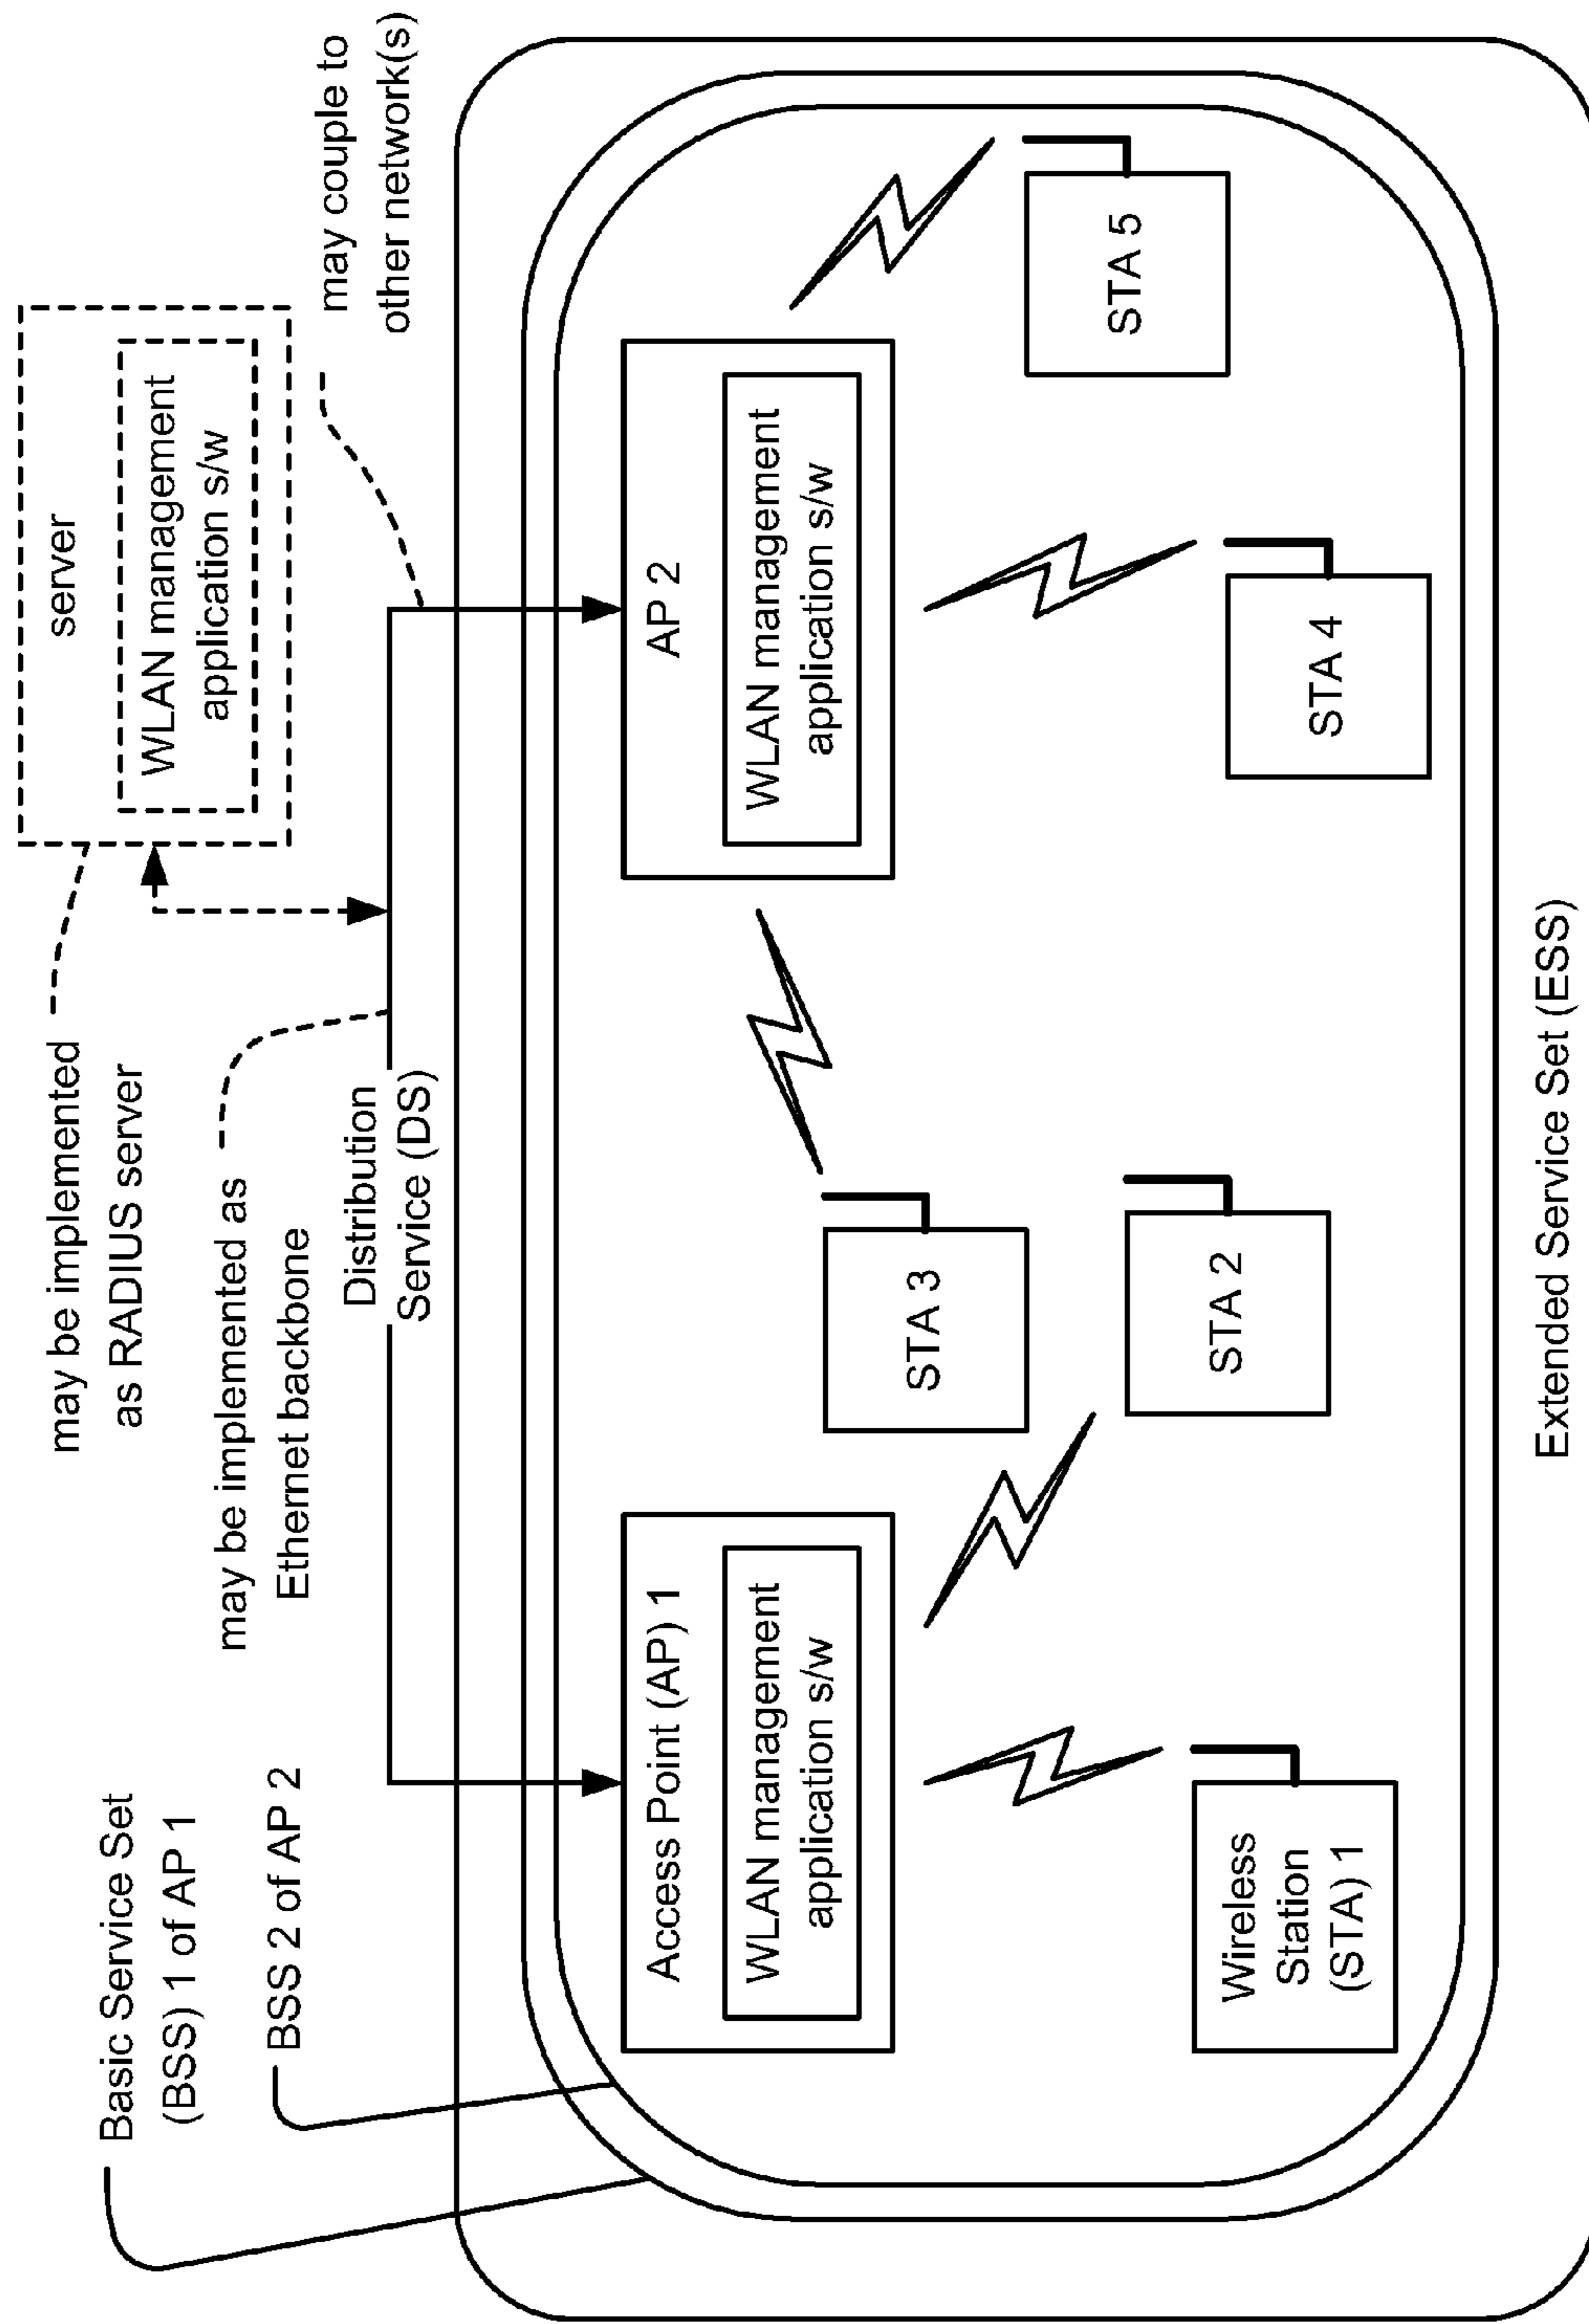 Basic Service Set
(BSS) 1 of AP 1
BSS 2 of AP 2
may be implemented
as RADIUS server
may be implemented as
Ethernet backbone
Distribution
Service (DS)
server
WLAN management
application s/w
may couple to
other network(s)
Access Point (AP) 1
WLAN management
application s/w
AP 2
WLAN management
application s/w
STA 3
STA 2
STA 5
STA 4
Wireless
Station
(STA) 1
Extended Service Set (ESS)